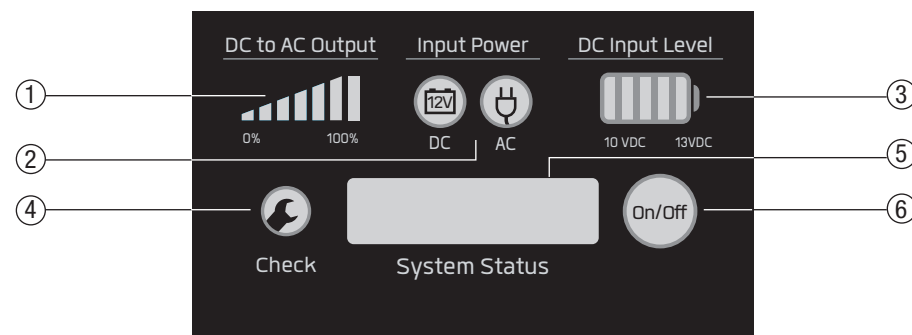 DC to AC Output Input Power DC Input Level
1 12V 3
0% 100% DC AC 10 VDC 13VDC
2 5
4 On/Off 6
Check System Status